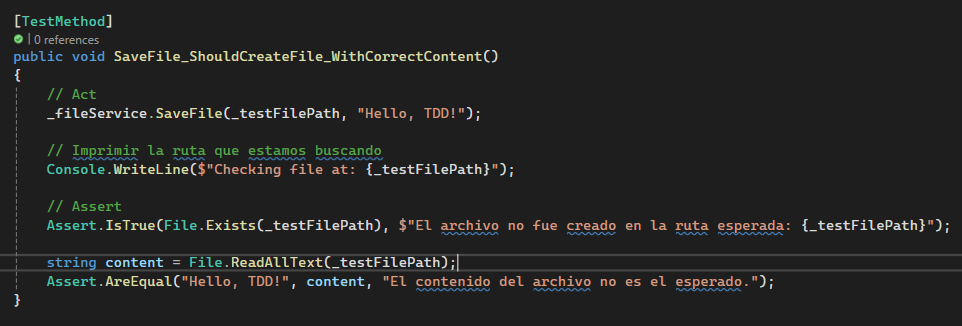 [TestMethod]
| 0 references
public void SaveFile_ShouldCreateFile_WithCorrectContent()
{
// Act
_fileService.SaveFile(_testFilePath, "Hello, TDD!");
// Imprimir la ruta que estamos buscando
Console.WriteLine($"Checking file at: {_testFilePath}");
// Assert
Assert.IsTrue(File.Exists(_testFilePath), $"El archivo no fue creado en la ruta esperada: {_testFilePath}");
string content = File.ReadAllText(_testFilePath);
Assert.AreEqual("Hello, TDD!", content, "El contenido del archivo no es el esperado.");
}